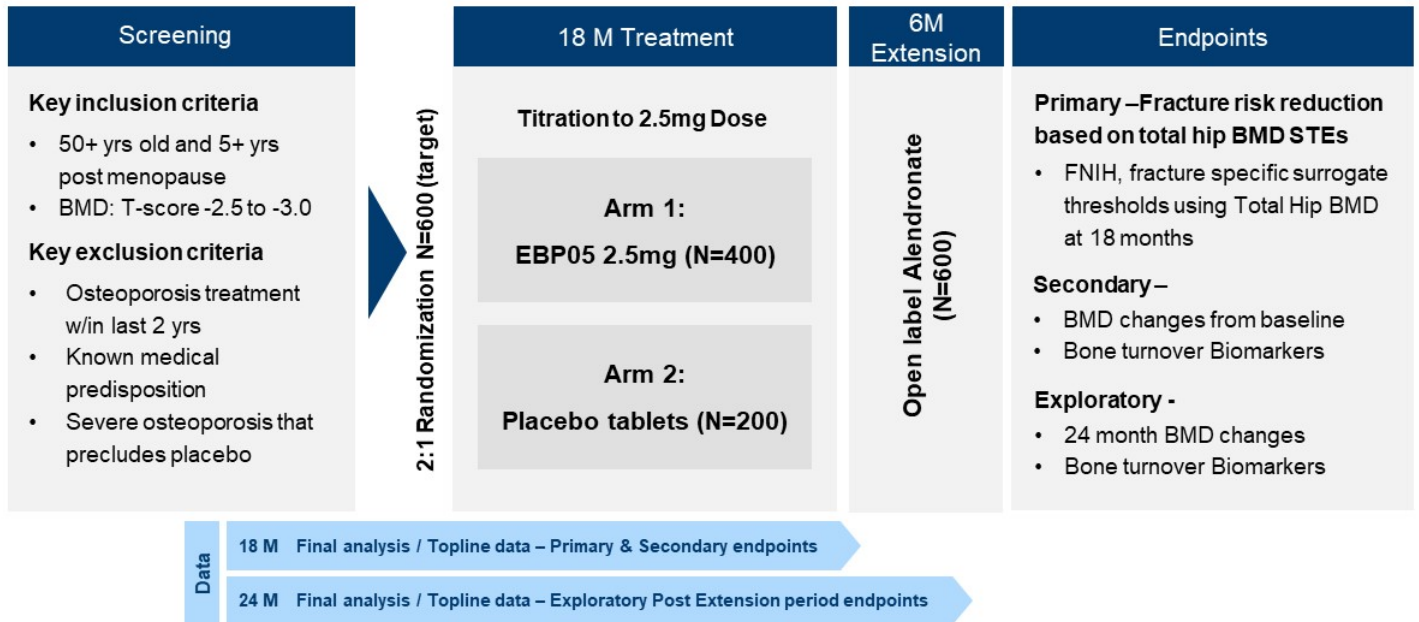 Screening
Key inclusion criteria
• 50+ yrs old and 5+ yrs
post menopause
• BMD: T-score -2.5 to -3.0
Key exclusion criteria
• Osteoporosis treatment
w/in last 2 yrs
• Known medical
predisposition
• Severe osteoporosis that
precludes placebo
2:1 Randomization N=600 (target)
18 M Treatment
Titration to 2.5mg Dose
Arm 1:
EBP05 2.5mg (N=400)
Arm 2:
Placebo tablets (N=200)
6M
Extension
Open label Alendronate
(N=600)
Endpoints
Primary –Fracture risk reduction
based on total hip BMD STEs
• FNIH, fracture specific surrogate
thresholds using Total Hip BMD
at 18 months
Secondary –
• BMD changes from baseline
• Bone turnover Biomarkers
Exploratory -
• 24 month BMD changes
• Bone turnover Biomarkers
Data
18 M Final analysis / Topline data – Primary & Secondary endpoints
24 M Final analysis / Topline data – Exploratory Post Extension period endpoints